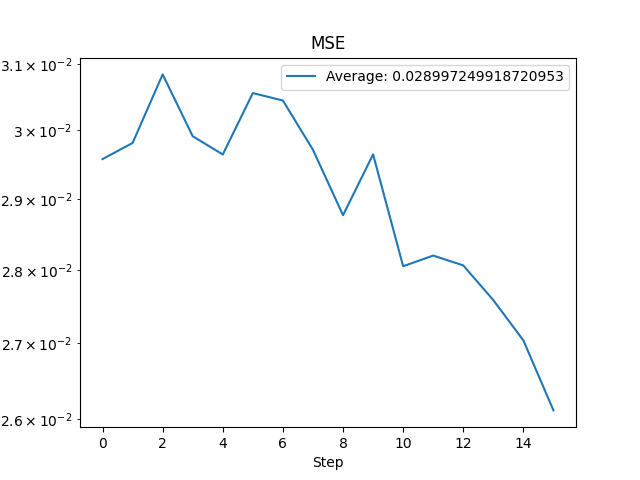 MSE
Average: 0.028997249918720953
3.1 × 10⁻²
3 × 10⁻²
2.9 × 10⁻²
2.8 × 10⁻²
2.7 × 10⁻²
2.6 × 10⁻²
0 2 4 6 8 10 12 14
Step